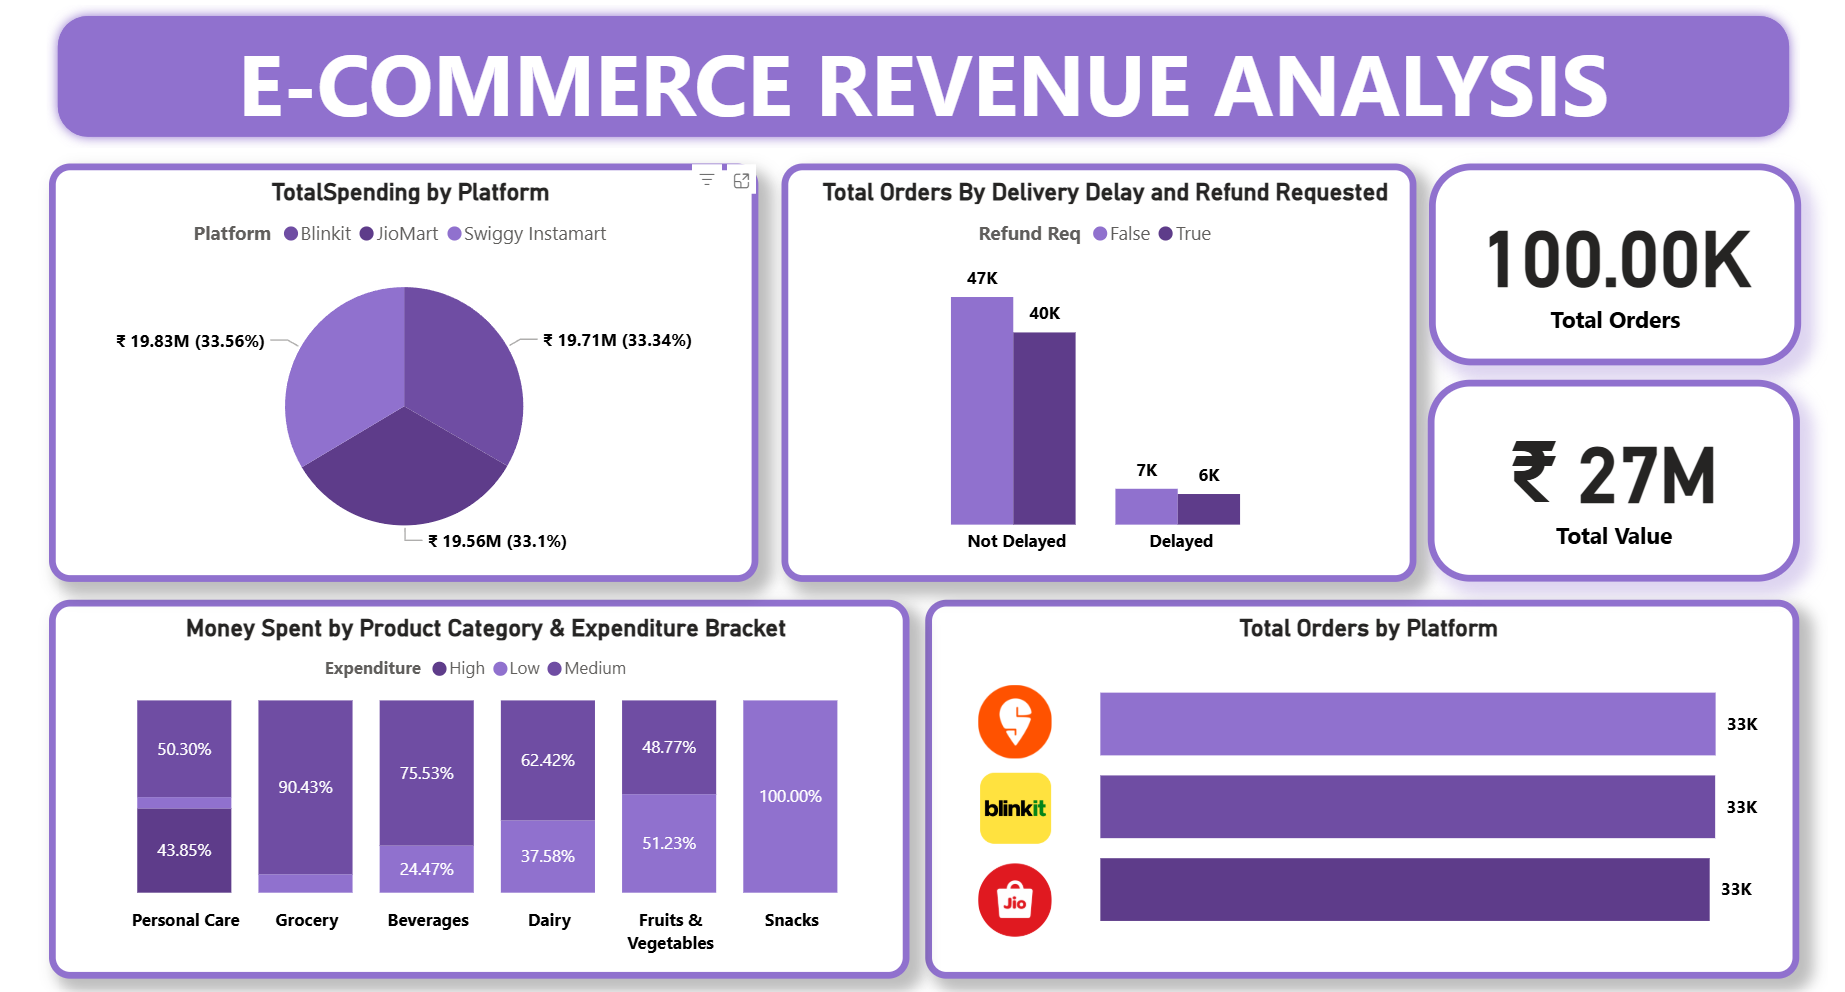 E-COMMERCE REVENUE ANALYSIS
TotalSpending by Platform
Platform Blinkit JioMart Swiggy Instamart
₹ 19.83M (33.56%)
₹ 19.71M (33.34%)
₹ 19.56M (33.1%)
Total Orders By Delivery Delay and Refund Requested
Refund Req False True
47K
40K
7K
6K
Not Delayed
Delayed
100.00K
Total Orders
₹ 27M
Total Value
Money Spent by Product Category & Expenditure Bracket
Expenditure High Low Medium
50.30%
43.85%
90.43%
75.53%
24.47%
62.42%
37.58%
48.77%
51.23%
100.00%
Personal Care
Grocery
Beverages
Dairy
Fruits &
Vegetables
Snacks
Total Orders by Platform
33K
blinkit
33K
Jio
33K